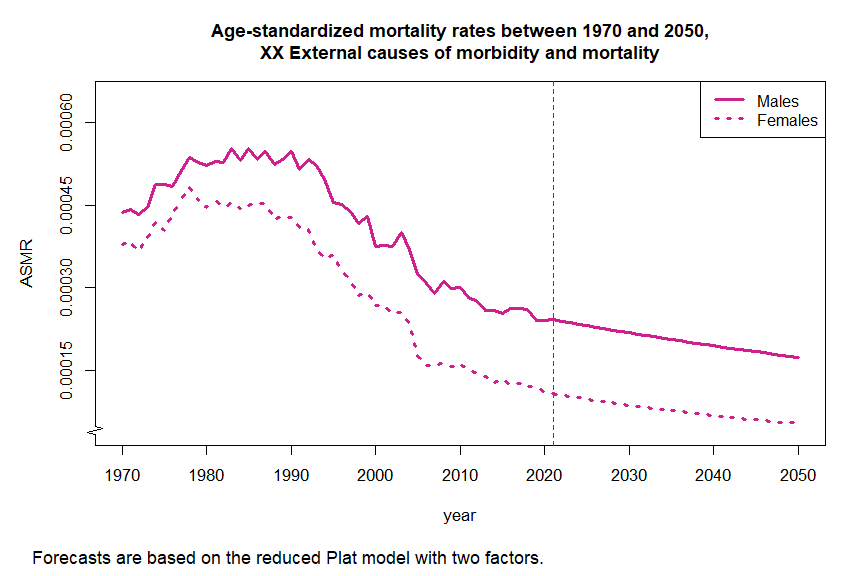 Age-standardized mortality rates between 1970 and 2050,
XX External causes of morbidity and mortality
Males
Females
ASMR
0.00060
0.00045
0.00030
0.00015
1970 1980 1990 2000 2010 2020 2030 2040 2050
year
Forecasts are based on the reduced Plat model with two factors.